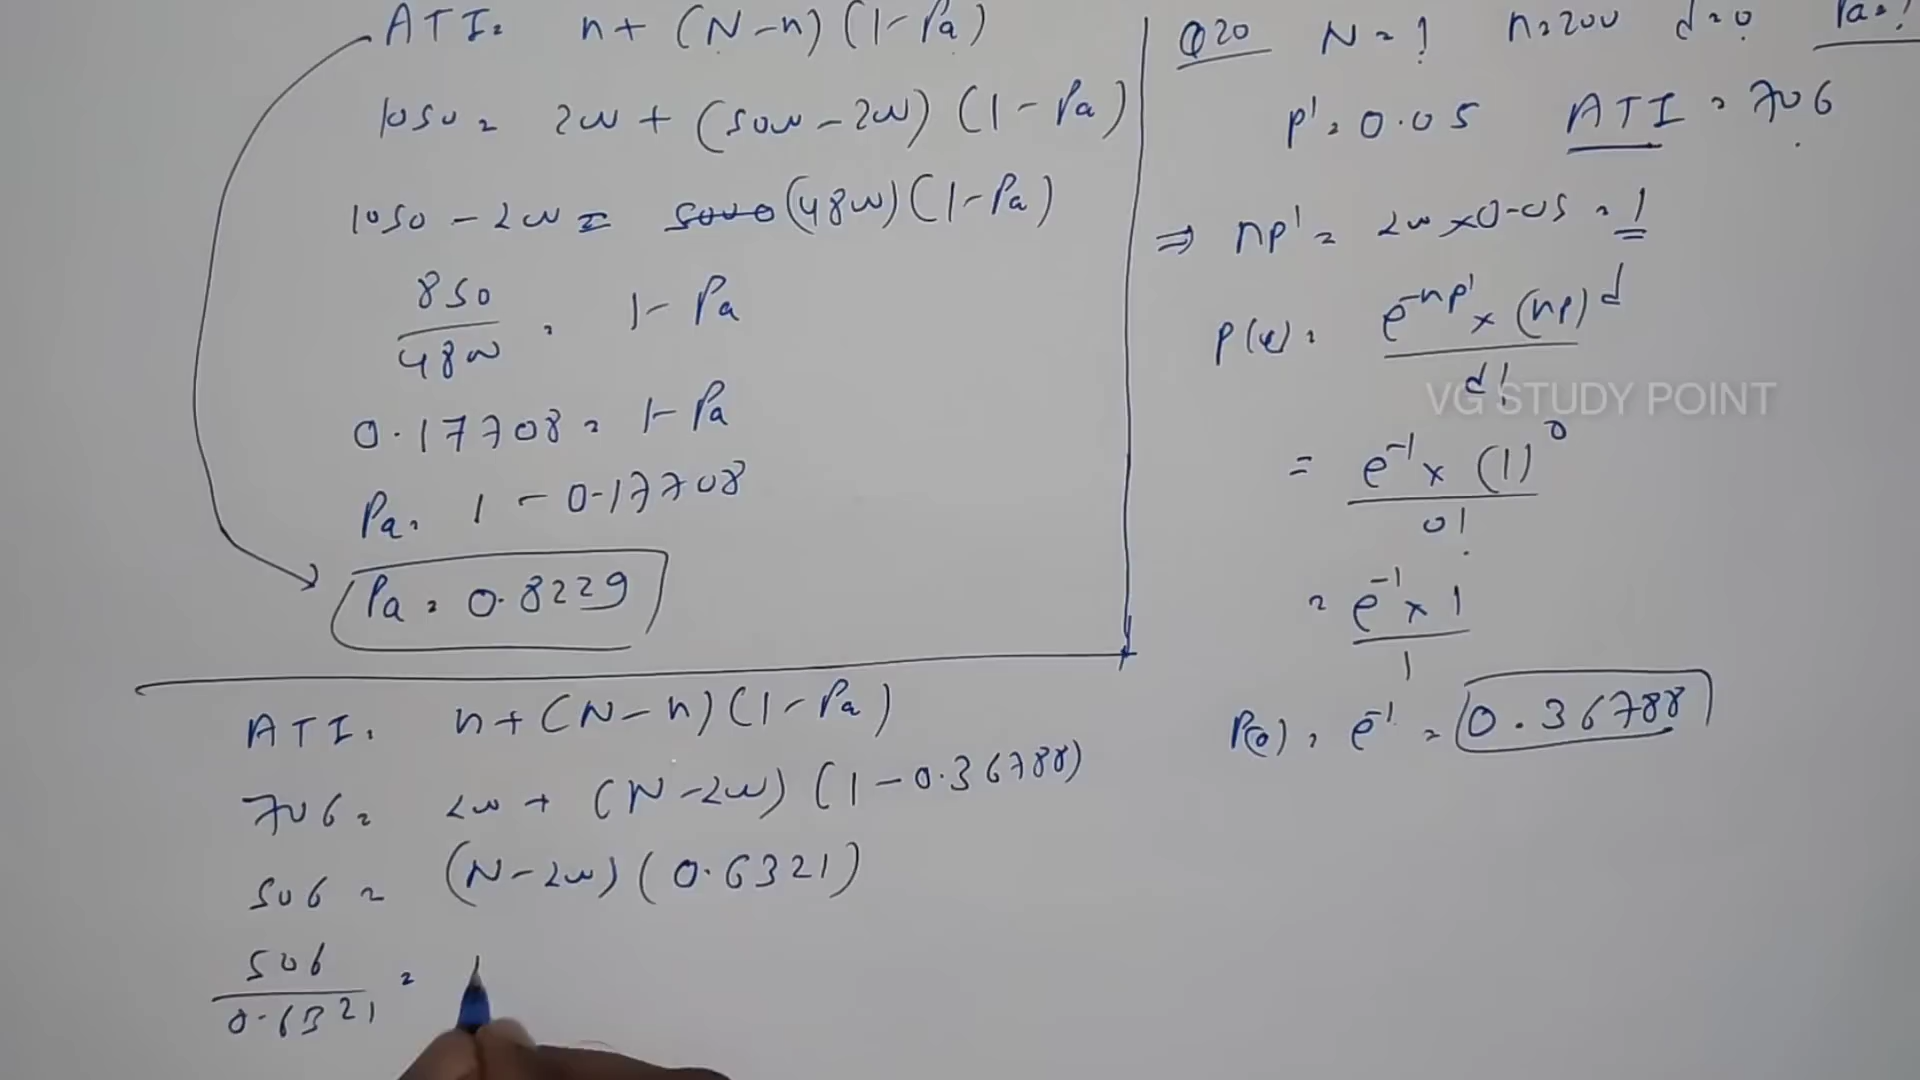 ATI = n + (N-n) (1-Pa)
1050 = 200 + (5000-200) (1-Pa)
1050 - 200 = (4800) (1-Pa)
850/4800 = 1-Pa
0.17708 = 1-Pa
Pa = 1 - 0.17708
Pa = 0.8229
Q20 N = ? n = 200 d = 0 Pa = ?
p' = 0.05 ATI = 706
⇒ np' = 200 × 0.05 = 1
e^-np' × (np)^d / d!
VG STUDY POINT
= e^-1 × (1)^0 / 0!
= e^-1 × 1 / 1
P(0) = e^-1 = 0.36788
ATI = n + (N-n) (1-Pa)
706 = 200 + (N-200) (1-0.36788)
506 = (N-200) (0.6321)
506/0.6321 =